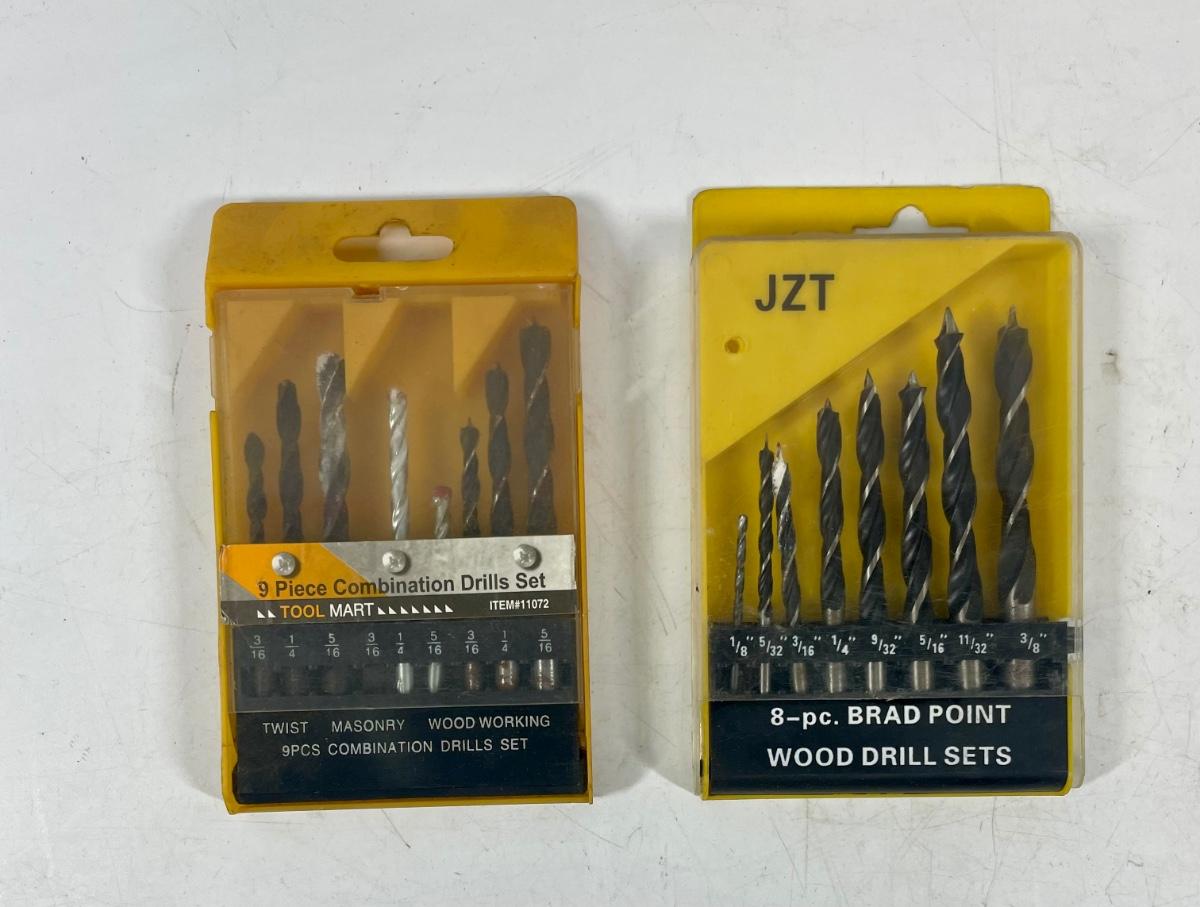 9 Piece Combination Drills Set
TOOL MART
ITEM#11072
3/16 1/4 5/16 3/16 1/4 5/16 3/16 1/4 5/16
TWIST MASONRY WOOD WORKING
9PCS COMBINATION DRILLS SET
JZT
1/8" 5/32" 3/16" 1/4" 9/32" 5/16" 11/32" 3/8"
8-pc. BRAD POINT
WOOD DRILL SETS